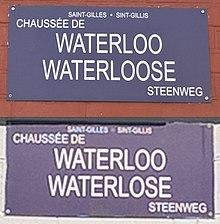 SAINT-GILLES • SINT-GILLIS
CHAUSSÉE DE
WATERLOO
WATERLOOSE
STEENWEG
SAINT-GILLES • SINT-GILLIS
CHAUSSÉE DE
WATERLOO
WATERLOSE
STEENWEG